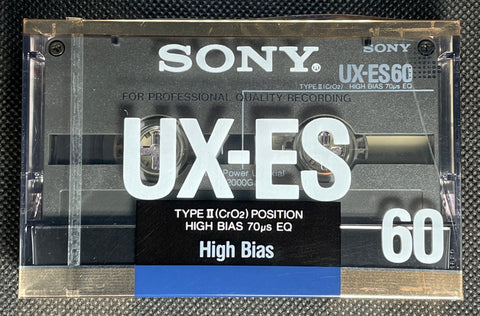 SONY®
SONY
UX-ES60
TYPE II (CrO2) HIGH BIAS 70μs EQ
FOR PROFESSIONAL QUALITY RECORDING
UX-ES
Power
TYPE II (CrO2) POSITION
HIGH BIAS 70μs EQ
High Bias
60